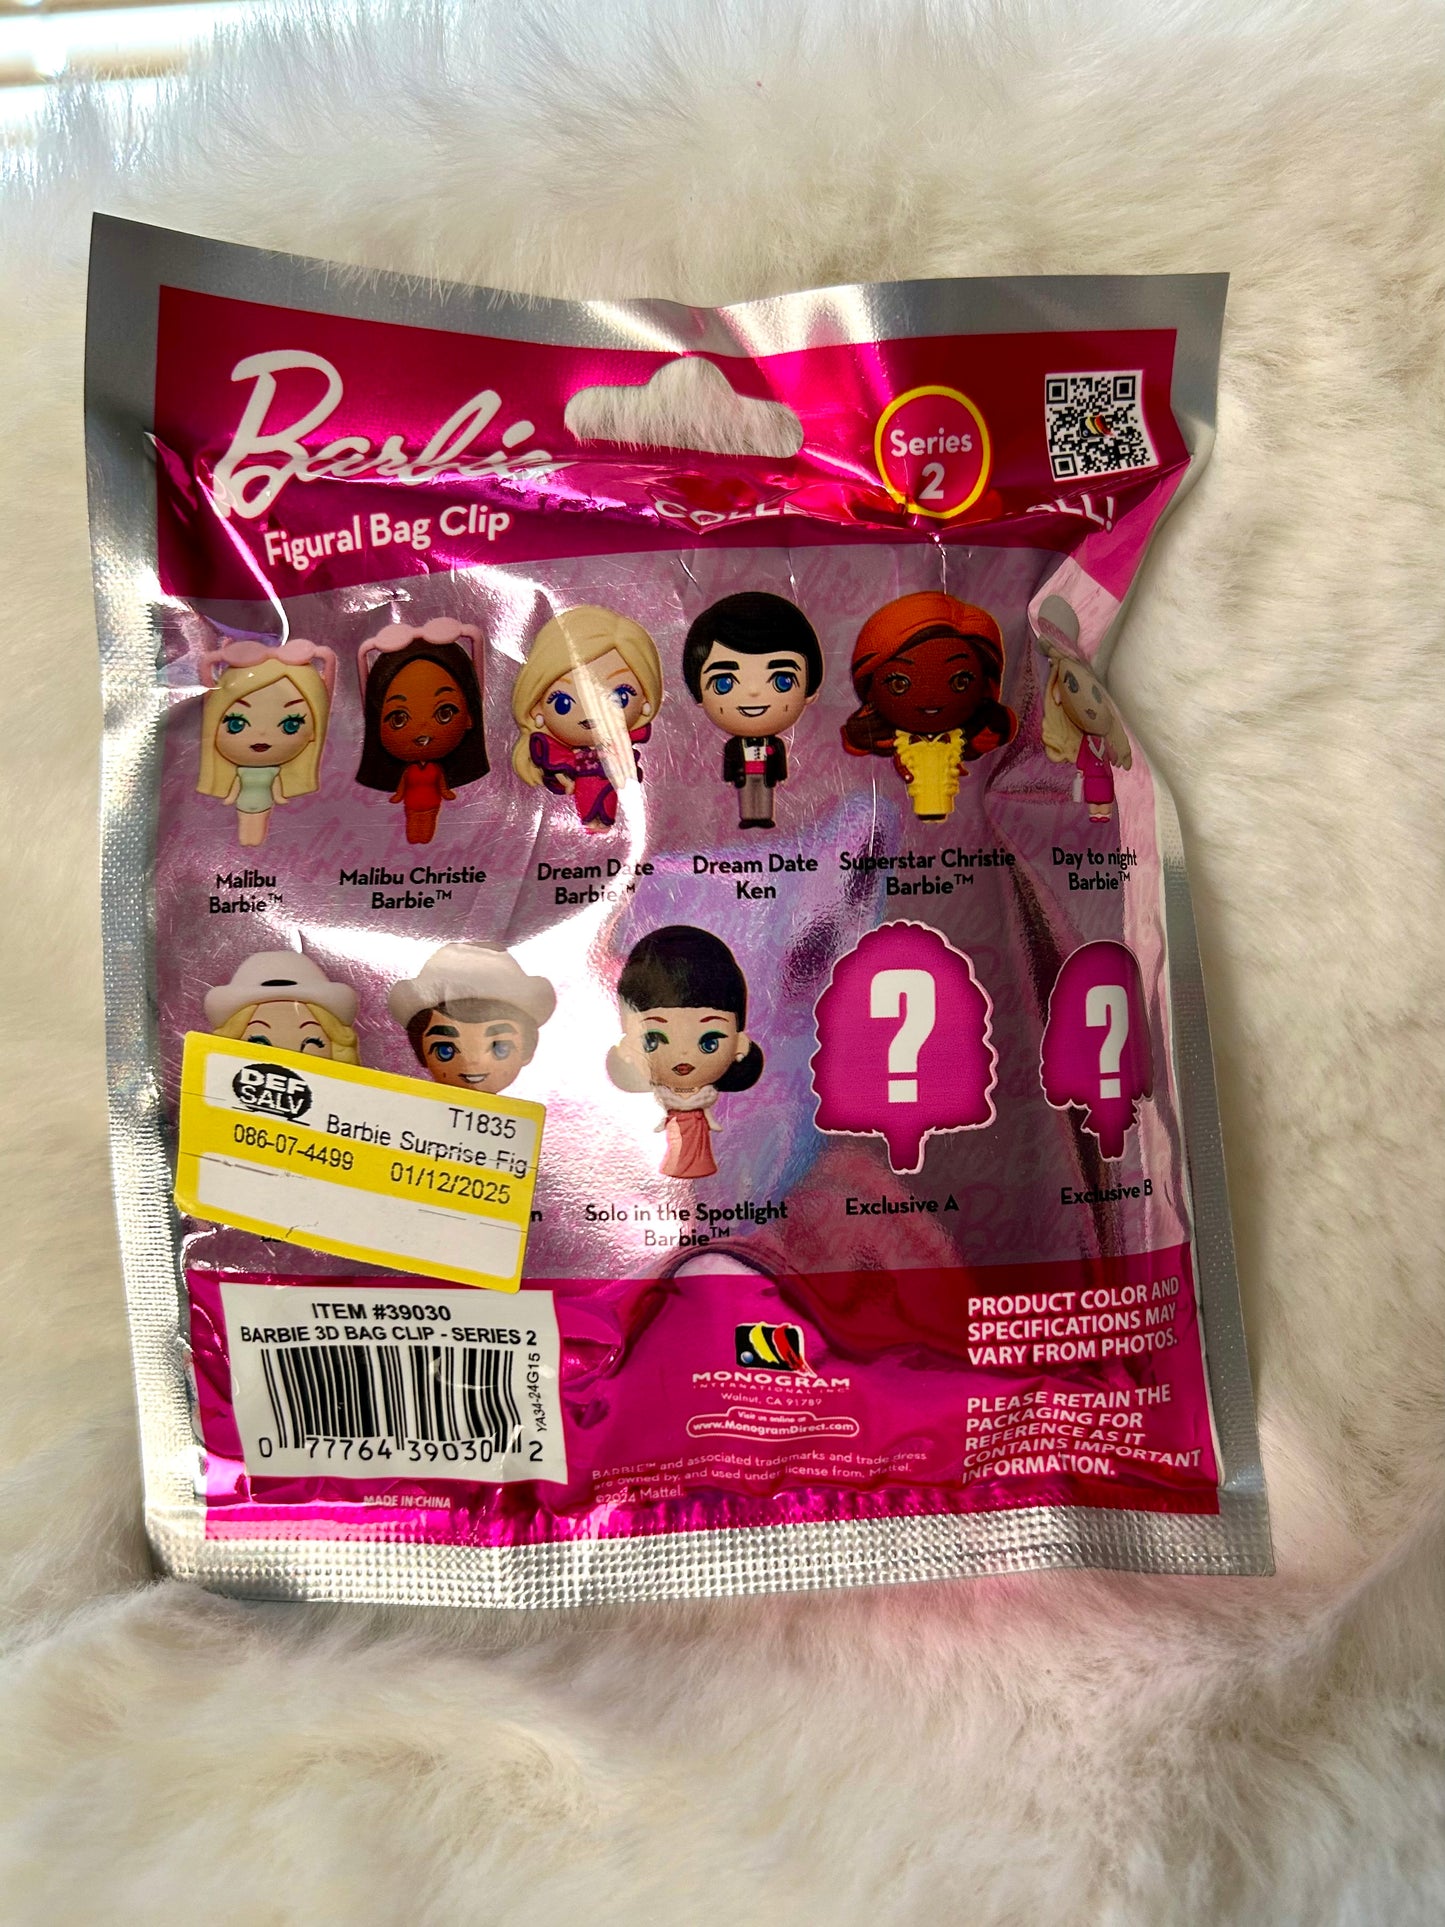 Barbie
Figural Bag Clip
Series
2
ALL!
Malibu
Barbie™
Malibu Christie
Barbie™
Dream Date
Barbie™
Dream Date
Ken
Superstar Christie
Barbie™
Day to night
Barbie™
?
?
Solo in the Spotlight
Barbie™
Exclusive A
Exclusive B
DEF
SALV
T1835
Barbie Surprise Fig
086-07-4499
01/12/2025
ITEM #39030
BARBIE 3D BAG CLIP - SERIES 2
YA34-24G15
0 77764 39030 2
MADE IN CHINA
MONOGRAM
INTERNATIONAL INC.
Walnut, CA 91789
Visit us online at
www.MonogramDirect.com
BARBIE™ and associated trademarks and trade dress
are owned by, and used under license from, Mattel.
©2024 Mattel.
PRODUCT COLOR AND
SPECIFICATIONS MAY
VARY FROM PHOTOS.
PLEASE RETAIN THE
PACKAGING FOR
REFERENCE AS IT
CONTAINS IMPORTANT
INFORMATION.